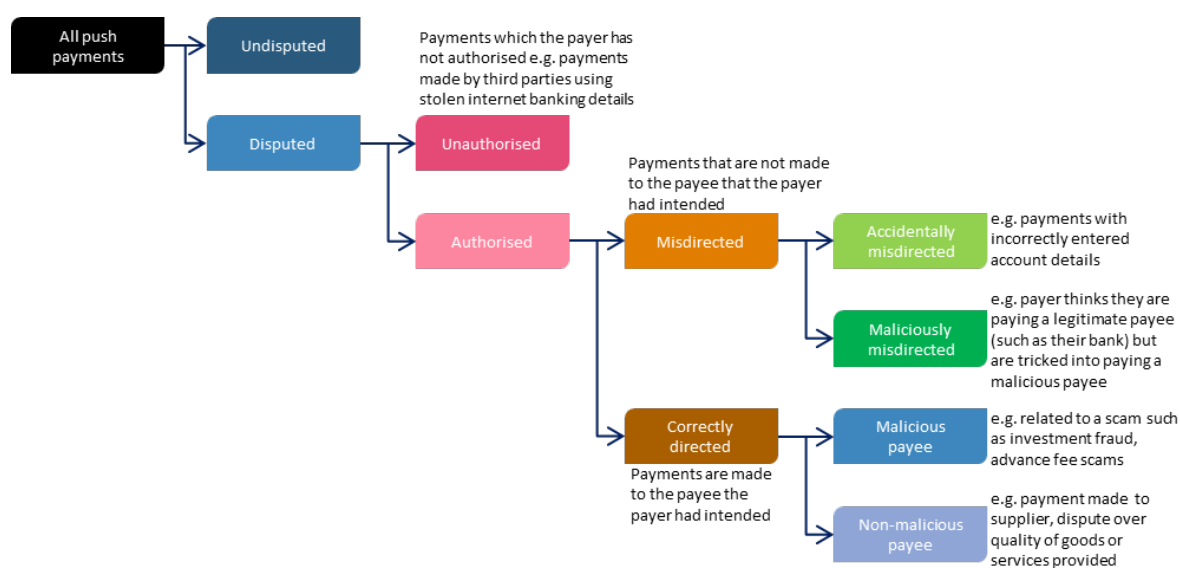 All push
payments
Undisputed
Payments which the payer has
not authorised e.g. payments
made by third parties using
stolen internet banking details
Disputed
Unauthorised
Payments that are not made
to the payee that the payer
had intended
Authorised
Misdirected
Accidentally
misdirected
e.g. payments with
incorrectly entered
account details
Maliciously
misdirected
e.g. payer thinks they are
paying a legitimate payee
(such as their bank) but
are tricked into paying a
malicious payee
Correctly
directed
Payments are made
to the payee the
payer had intended
Malicious
payee
e.g. related to a scam such
as investment fraud,
advance fee scams
Non-malicious
payee
e.g. payment made to
supplier, dispute over
quality of goods or
services provided